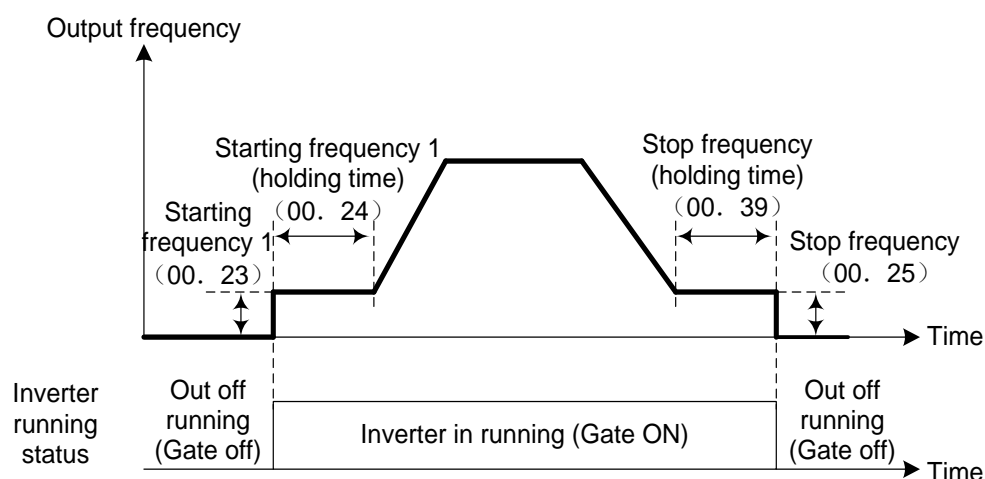 Output frequency
Starting frequency 1
(holding time)
（00. 24）
Stop frequency
(holding time)
（00. 39）
Starting
frequency 1
（00. 23）
Stop frequency
（00. 25）
Time
Inverter
running
status
Out off
running
(Gate off)
Inverter in running (Gate ON)
Out off
running
(Gate off)
Time